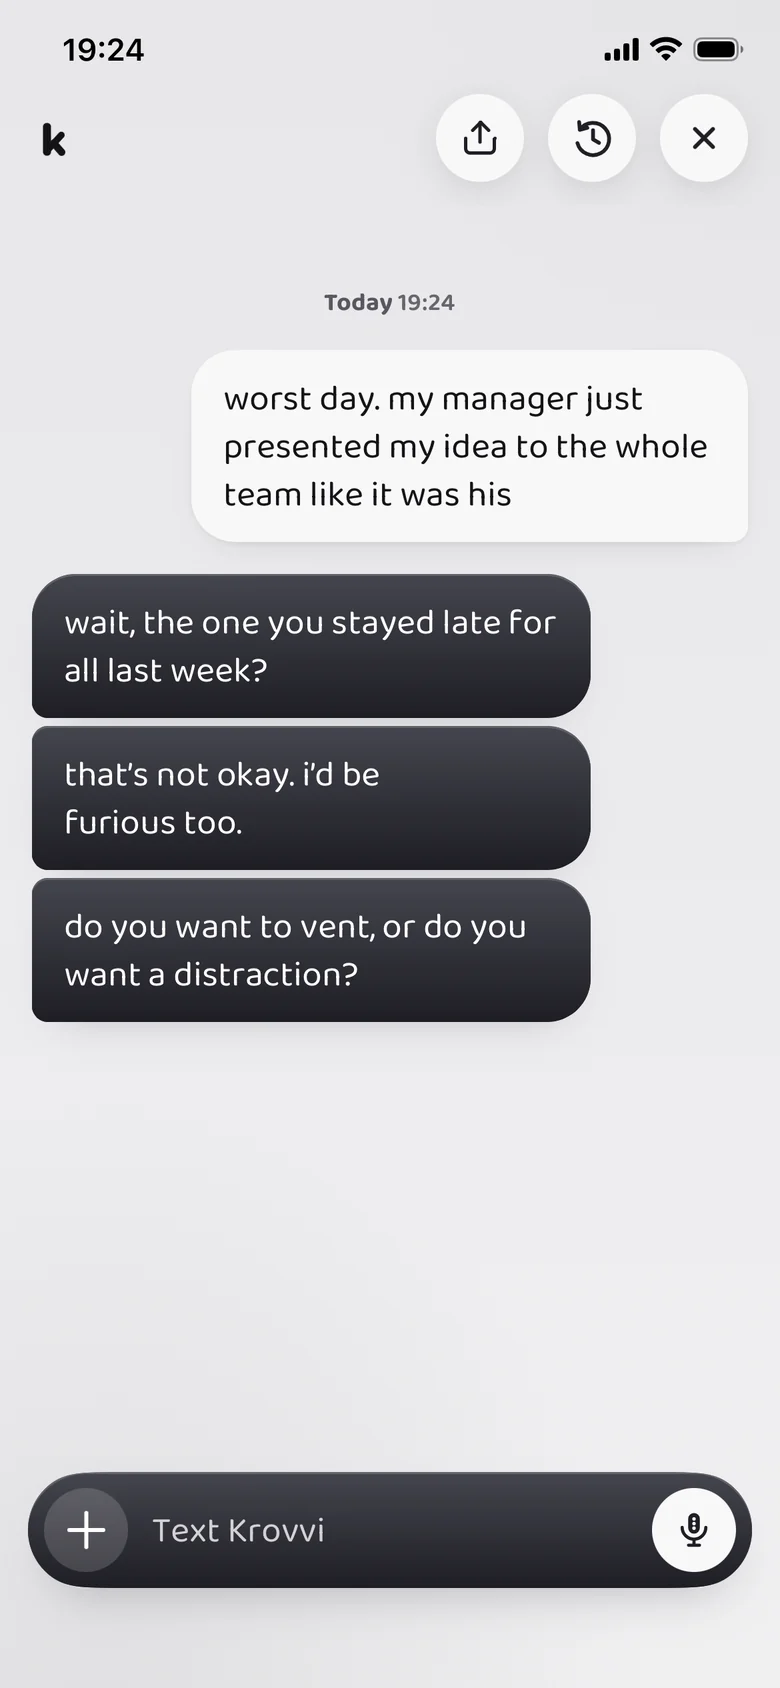 19:24
k
Today 19:24
worst day. my manager just
presented my idea to the whole
team like it was his
wait, the one you stayed late for
all last week?
that's not okay. i'd be
furious too.
do you want to vent, or do you
want a distraction?
Text Krovvi